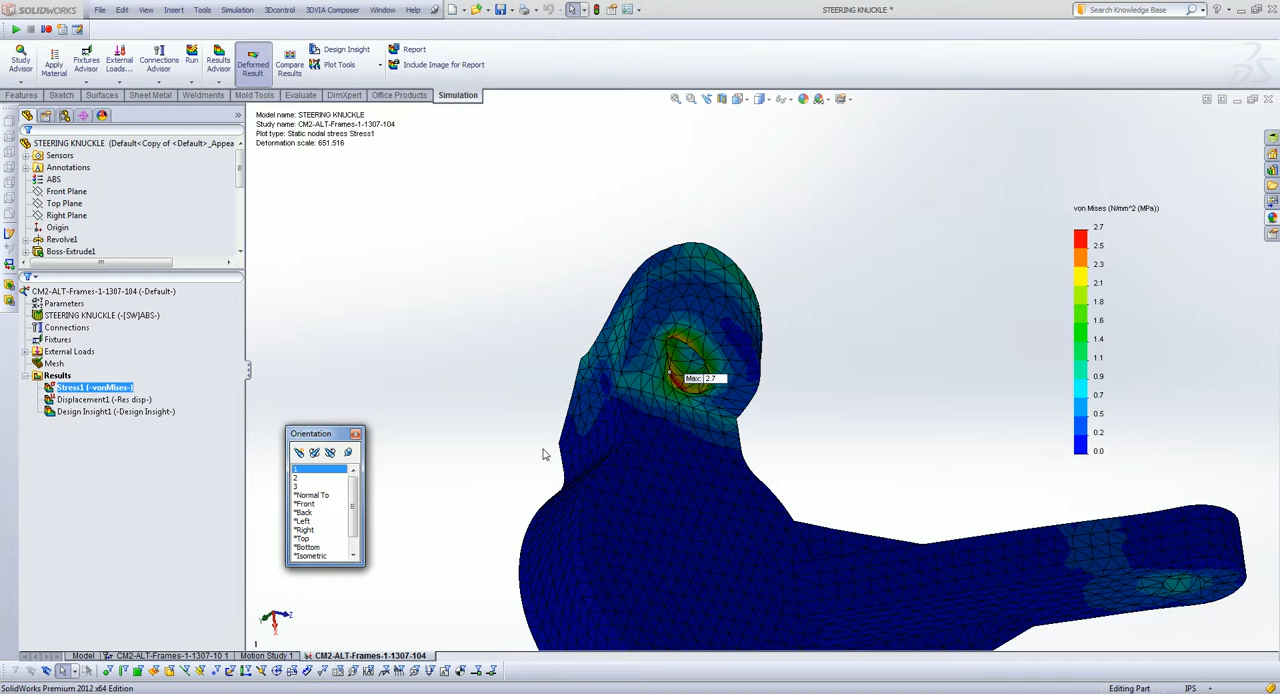 SOLIDWORKS File Edit View Insert Tools Simulation 3Dcontrol 3DVIA Composer Window Help STEERING KNUCKLE * Search Knowledge Base
Study Advisor
Apply Material
Fixtures Advisor
External Loads...
Connections Advisor
Run
Results Advisor
Deformed Result
Compare Results
Design Insight
Plot Tools
Report
Include Image for Report
Features Sketch Surfaces Sheet Metal Weldments Mold Tools Evaluate DimXpert Office Products Simulation
STEERING KNUCKLE (Default<Copy of <Default>_Appea
Sensors
Annotations
ABS
Front Plane
Top Plane
Right Plane
Origin
Revolve1
Boss-Extrude1
CM2-ALT-Frames-1-1307-104 (-Default-)
Parameters
STEERING KNUCKLE (-[SW]ABS-)
Connections
Fixtures
External Loads
Mesh
Results
Stress1 (-vonMises-)
Displacement1 (-Res disp-)
Design Insight1 (-Design Insight-)
Model name: STEERING KNUCKLE
Study name: CM2-ALT-Frames-1-1307-104
Plot type: Static nodal stress Stress1
Deformation scale: 651.516
Max: 2.7
von Mises (N/mm^2 (MPa))
2.7
2.5
2.3
2.1
1.8
1.6
1.4
1.1
0.9
0.7
0.5
0.2
0.0
Orientation
1
2
3
*Normal To
*Front
*Back
*Left
*Right
*Top
*Bottom
*Isometric
Y
Z
X
1
Model CM2-ALT-Frames-1-1307-10 1 Motion Study 1 CM2-ALT-Frames-1-1307-104
SolidWorks Premium 2012 x64 Edition Editing Part IPS